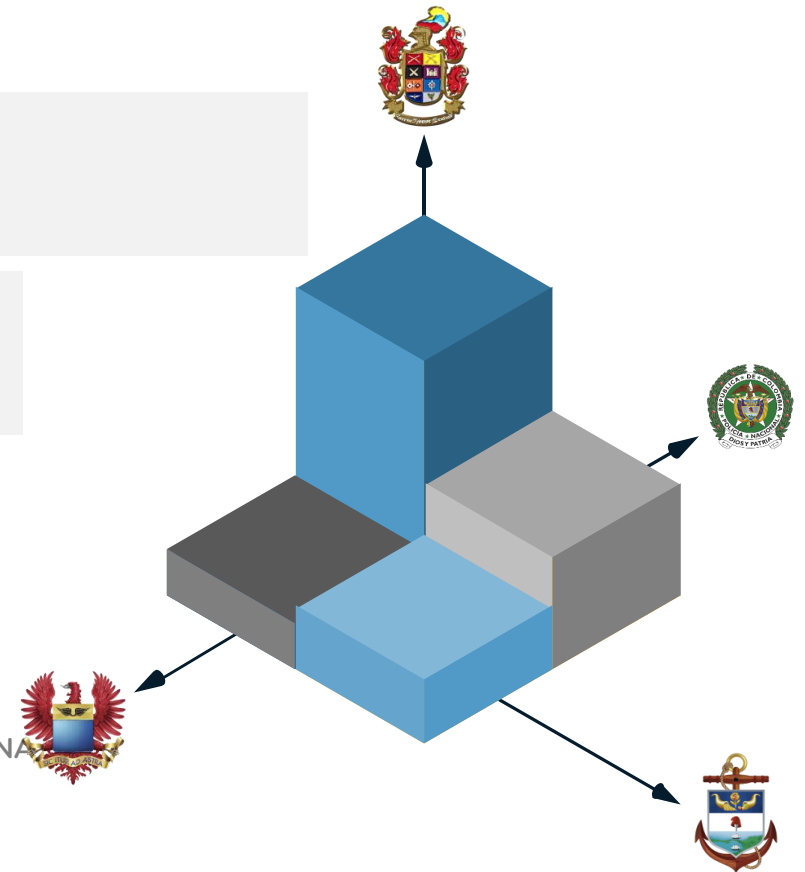 REPUBLICA DE COLOMBIA
POLICIA NACIONAL
DIOS Y PATRIA
NA
SIC ITUR AD ASTRA